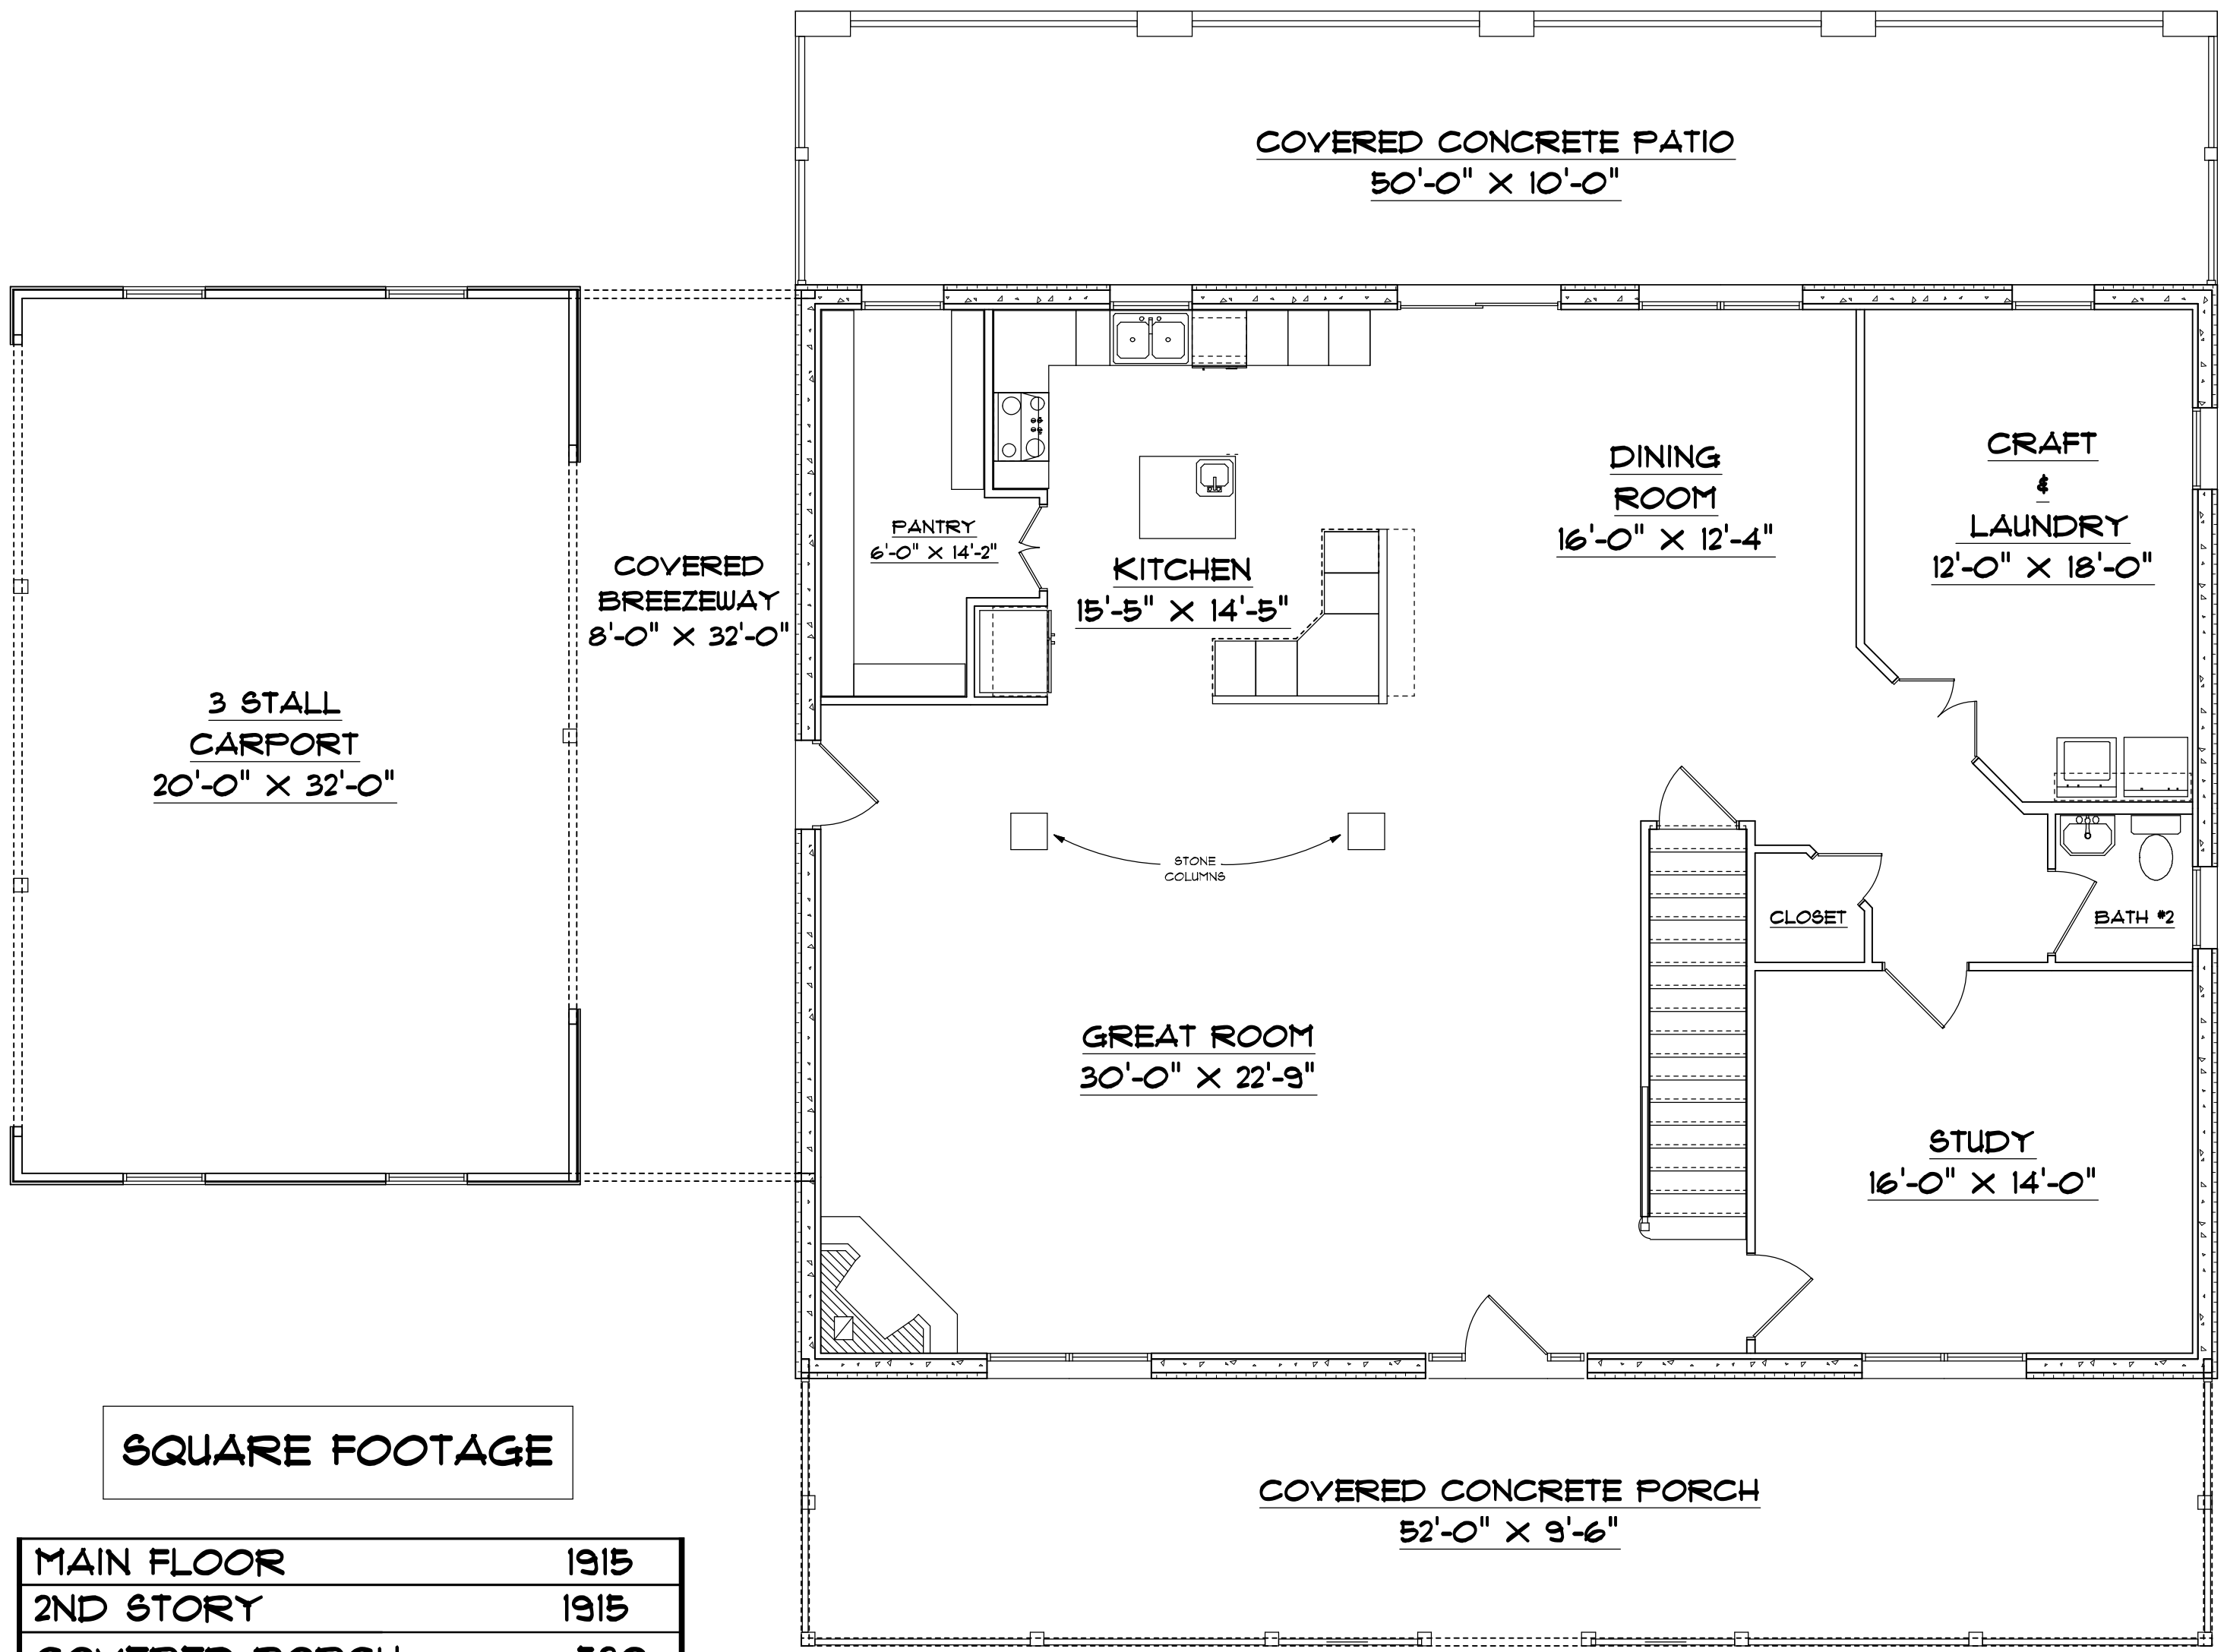 COVERED CONCRETE PATIO
50'-0" X 10'-0"
DINING
ROOM
16'-0" X 12'-4"
CRAFT
&
LAUNDRY
12'-0" X 18'-0"
PANTRY
6'-0" X 14'-2"
KITCHEN
15'-5" X 14'-5"
COVERED
BREEZEWAY
8'-0" X 32'-0"
3 STALL
CARPORT
20'-0" X 32'-0"
STONE
COLUMNS
CLOSET
BATH #2
GREAT ROOM
30'-0" X 22'-9"
STUDY
16'-0" X 14'-0"
SQUARE FOOTAGE
COVERED CONCRETE PORCH
52'-0" X 9'-6"
MAIN FLOOR 1915
2ND STORY 1915
COVERED PORCH